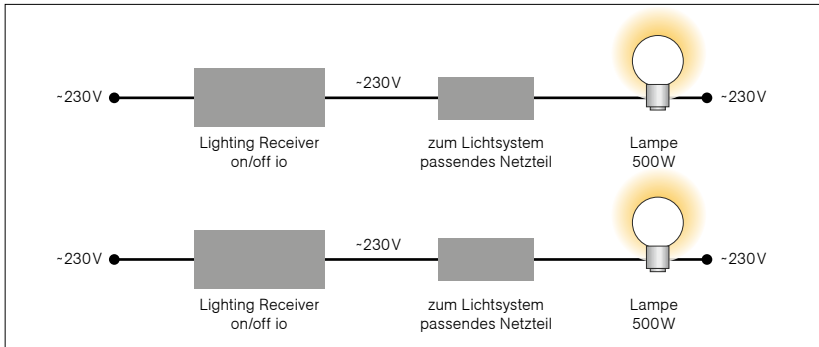 ~230V
~230V
~230V
Lighting Receiver
on/off io
zum Lichtsystem
passendes Netzteil
Lampe
500W
~230V
~230V
~230V
Lighting Receiver
on/off io
zum Lichtsystem
passendes Netzteil
Lampe
500W